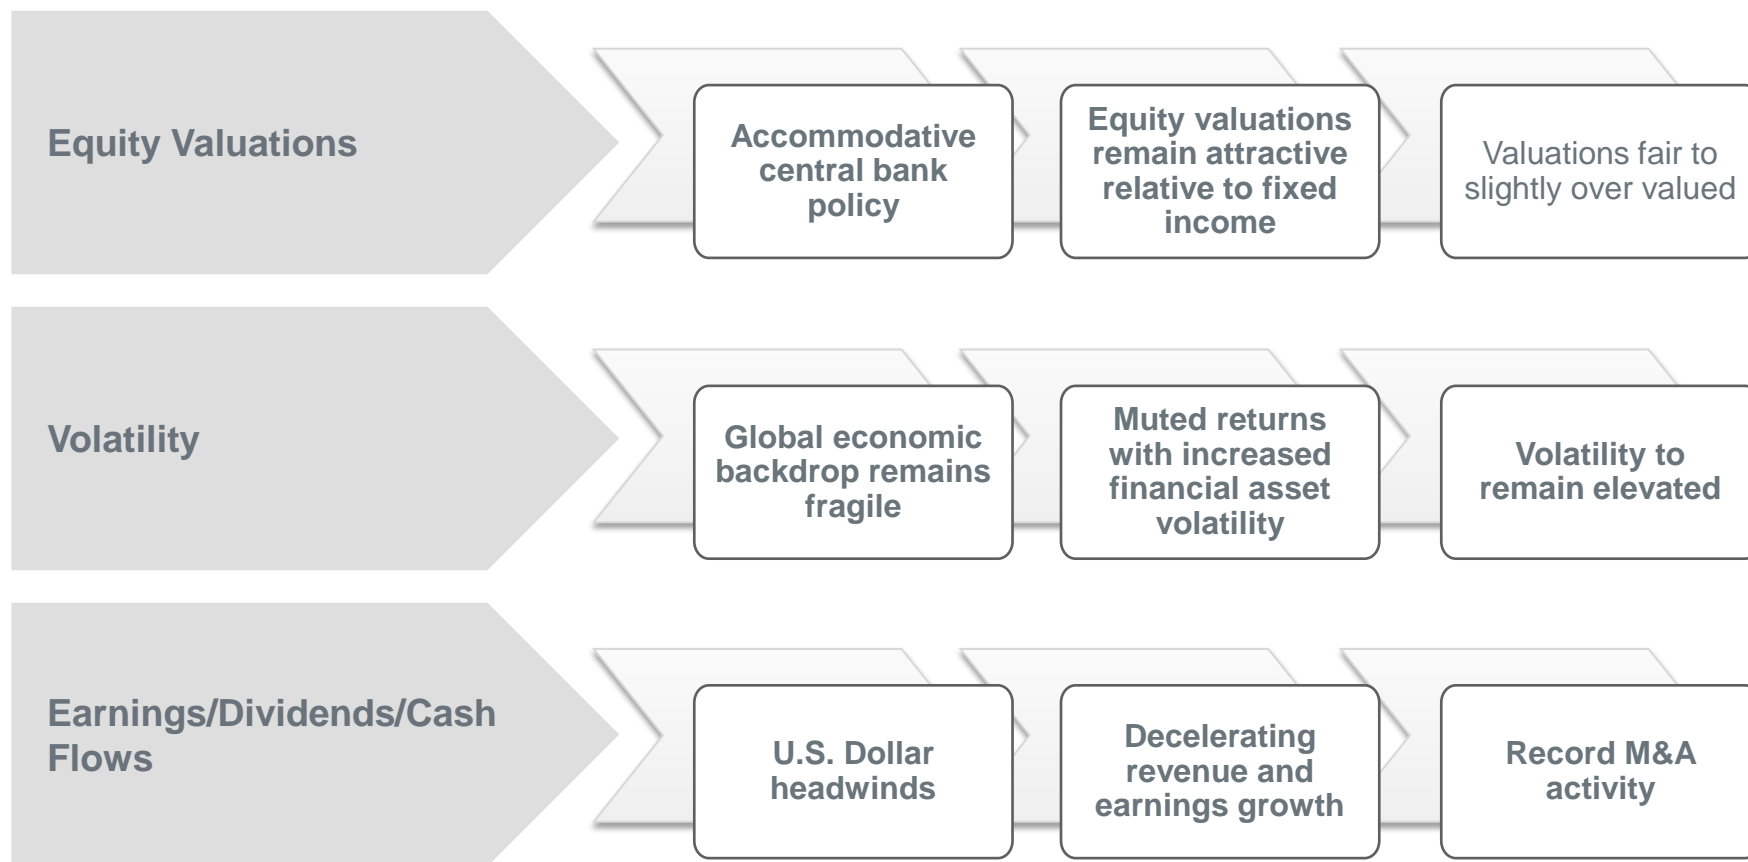 Equity Valuations
Accommodative
central bank
policy
Equity valuations
remain attractive
relative to fixed
income
Valuations fair to
slightly over valued
Volatility
Global economic
backdrop remains
fragile
Muted returns
with increased
financial asset
volatility
Volatility to
remain elevated
Earnings/Dividends/Cash
Flows
U.S. Dollar
headwinds
Decelerating
revenue and
earnings growth
Record M&A
activity